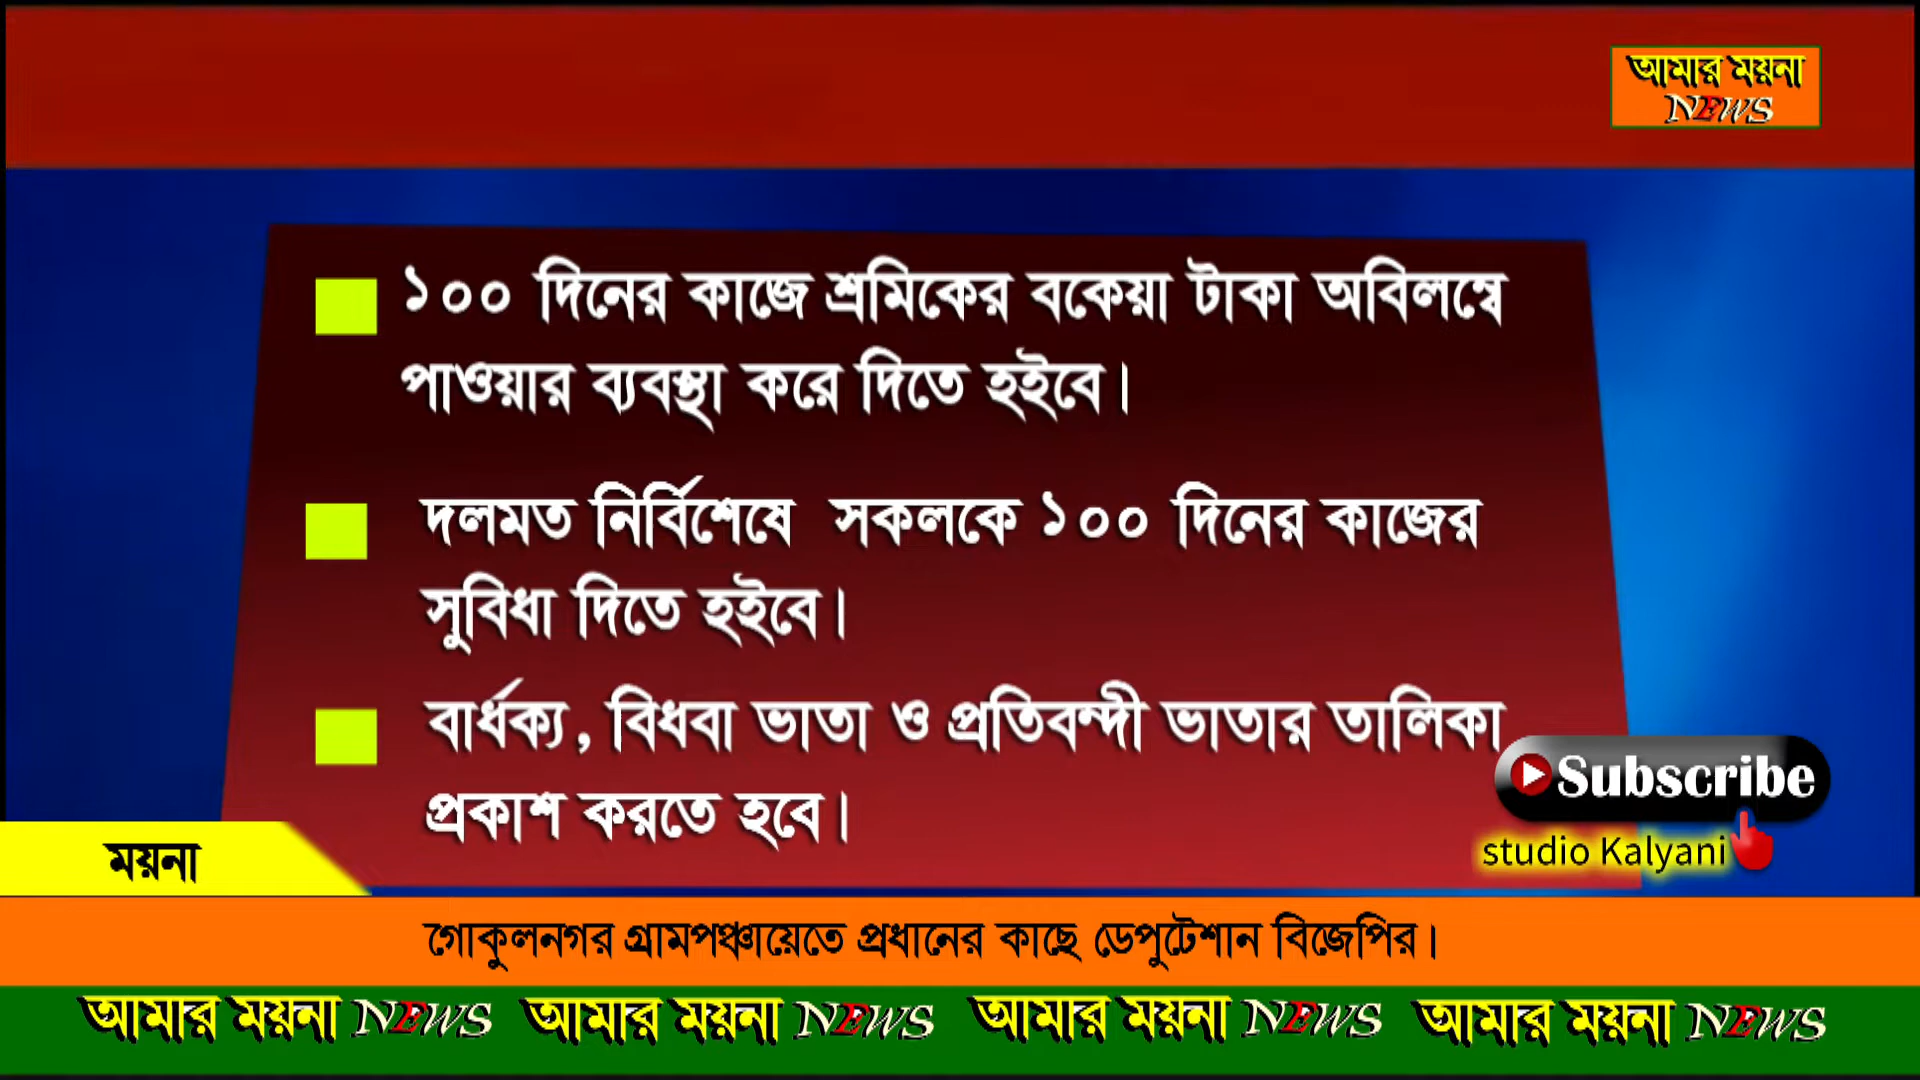 আমার ময়না
NEWS
১০০ দিনের কাজে শ্রমিকের বকেয়া টাকা অবিলম্বে
পাওয়ার ব্যবস্থা করে দিতে হইবে।
দলমত নির্বিশেষে সকলকে ১০০ দিনের কাজের
সুবিধা দিতে হইবে।
বার্ধক্য, বিধবা ভাতা ও প্রতিবন্দী ভাতার তালিকা
প্রকাশ করতে হবে।
Subscribe
studio Kalyani
ময়না
গোকুলনগর গ্রামপঞ্চায়েতে প্রধানের কাছে ডেপুটেশান বিজেপির।
আমার ময়না NEWS আমার ময়না NEWS আমার ময়না NEWS আমার ময়না NEWS